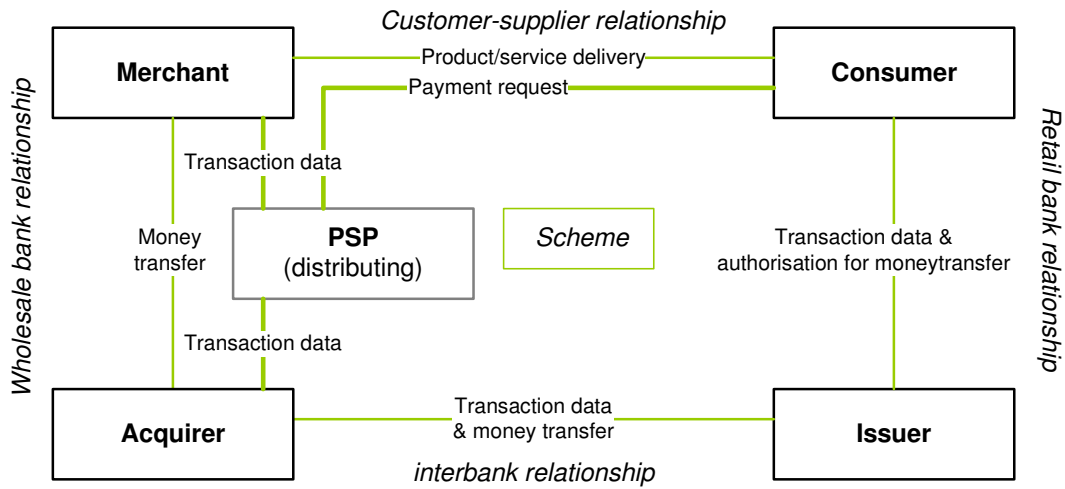 Customer-supplier relationship
Merchant
Product/service delivery
Consumer
Payment request
Wholesale bank relationship
Retail bank relationship
Transaction data
PSP
(distributing)
Scheme
Money
transfer
Transaction data &
authorisation for moneytransfer
Transaction data
Acquirer
Transaction data
& money transfer
Issuer
interbank relationship